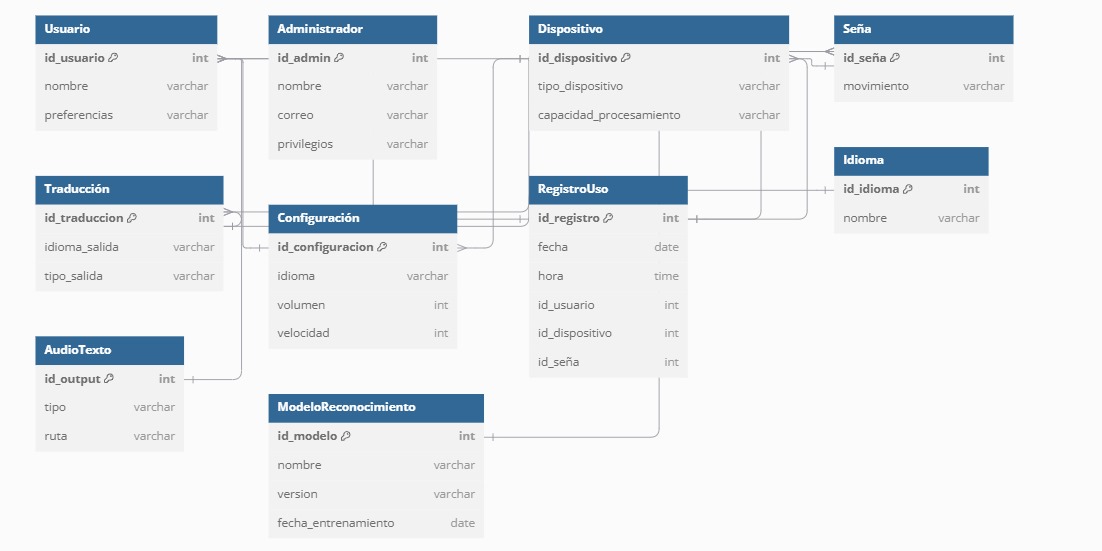 Usuario
id_usuario int
nombre varchar
preferencias varchar
Administrador
id_admin int
nombre varchar
correo varchar
privilegios varchar
Dispositivo
id_dispositivo int
tipo_dispositivo varchar
capacidad_procesamiento varchar
Seña
id_seña int
movimiento varchar
Idioma
id_idioma int
nombre varchar
Traducción
id_traduccion int
idioma_salida varchar
tipo_salida varchar
Configuración
id_configuracion int
idioma varchar
volumen int
velocidad int
RegistroUso
id_registro int
fecha date
hora time
id_usuario int
id_dispositivo int
id_seña int
AudioTexto
id_output int
tipo varchar
ruta varchar
ModeloReconocimiento
id_modelo int
nombre varchar
version varchar
fecha_entrenamiento date